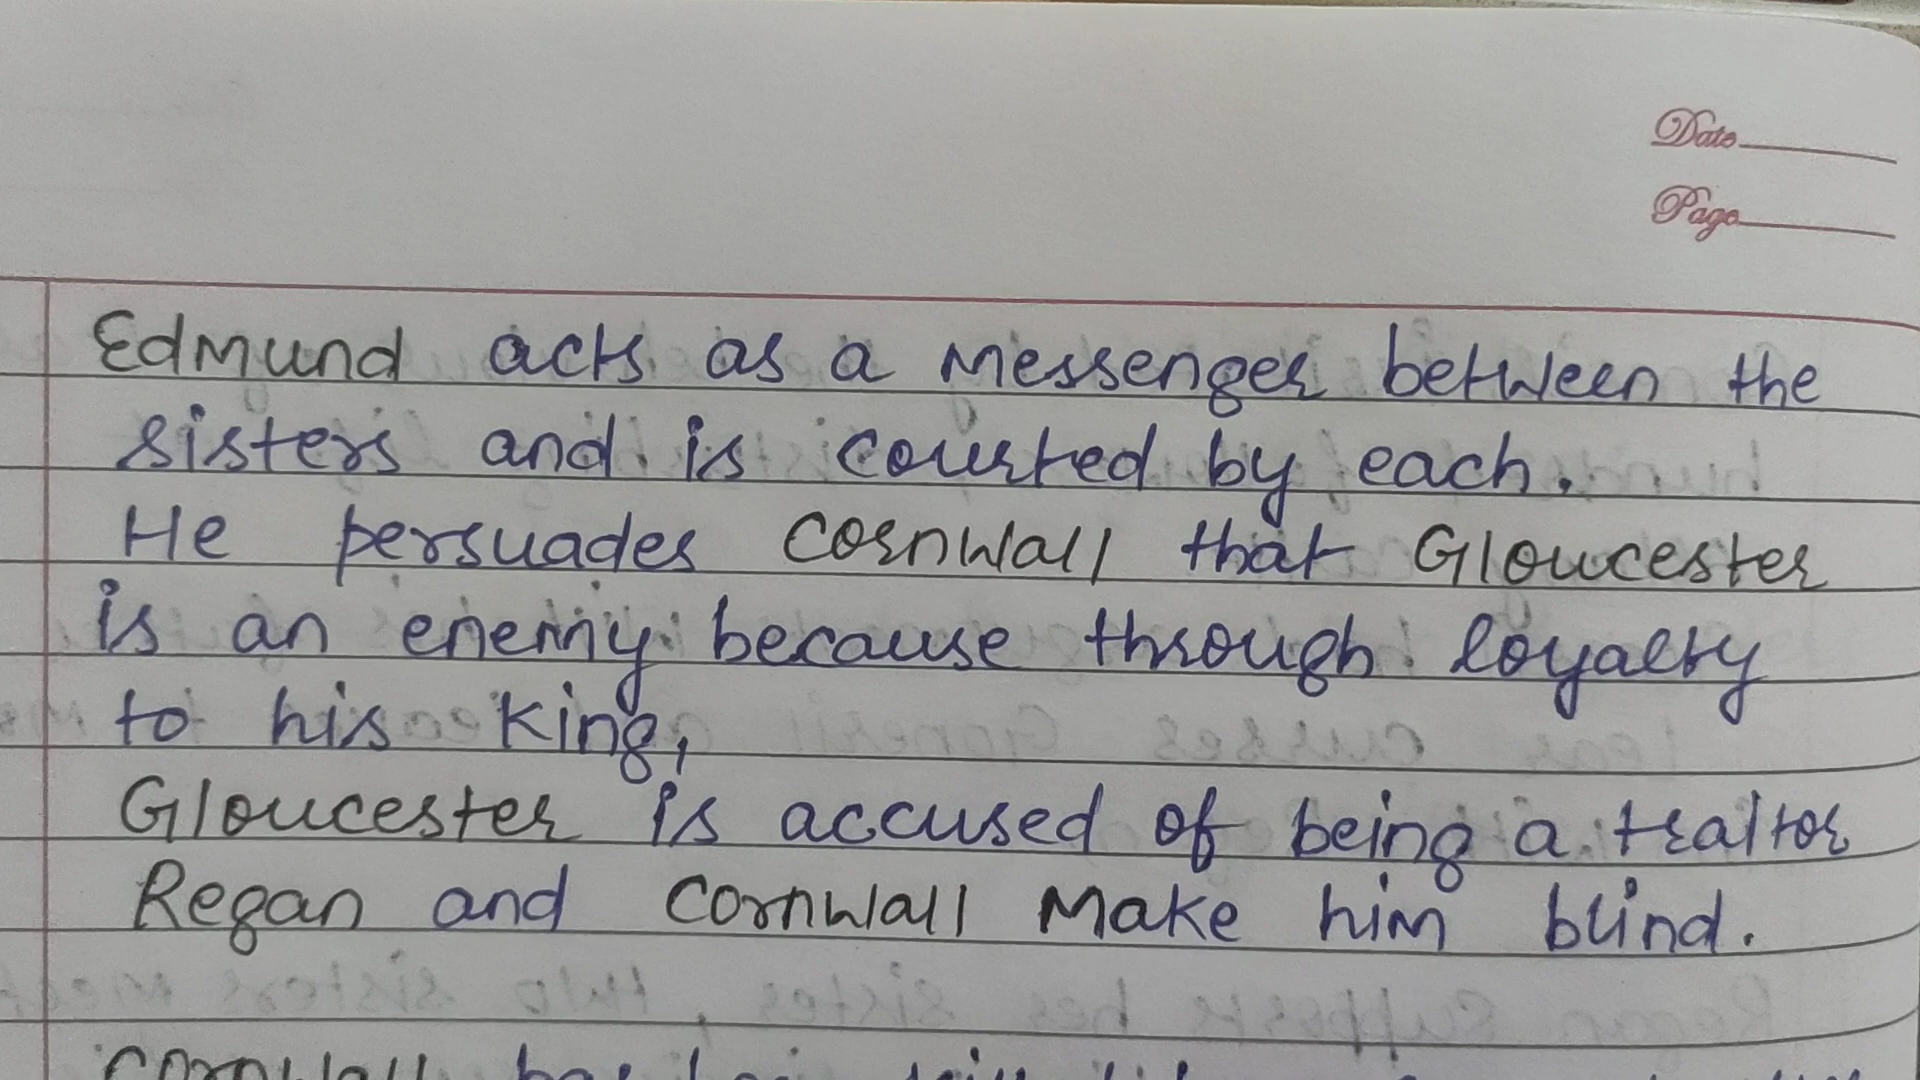 Date
Page
Edmund acts as a messenger between the
sisters and is courted by each.
He persuades Cornwall that Gloucester
is an enemy because through loyalty
to his king,
Gloucester is accused of being a traitor
Regan and Cornwall make him blind.
Cornwall